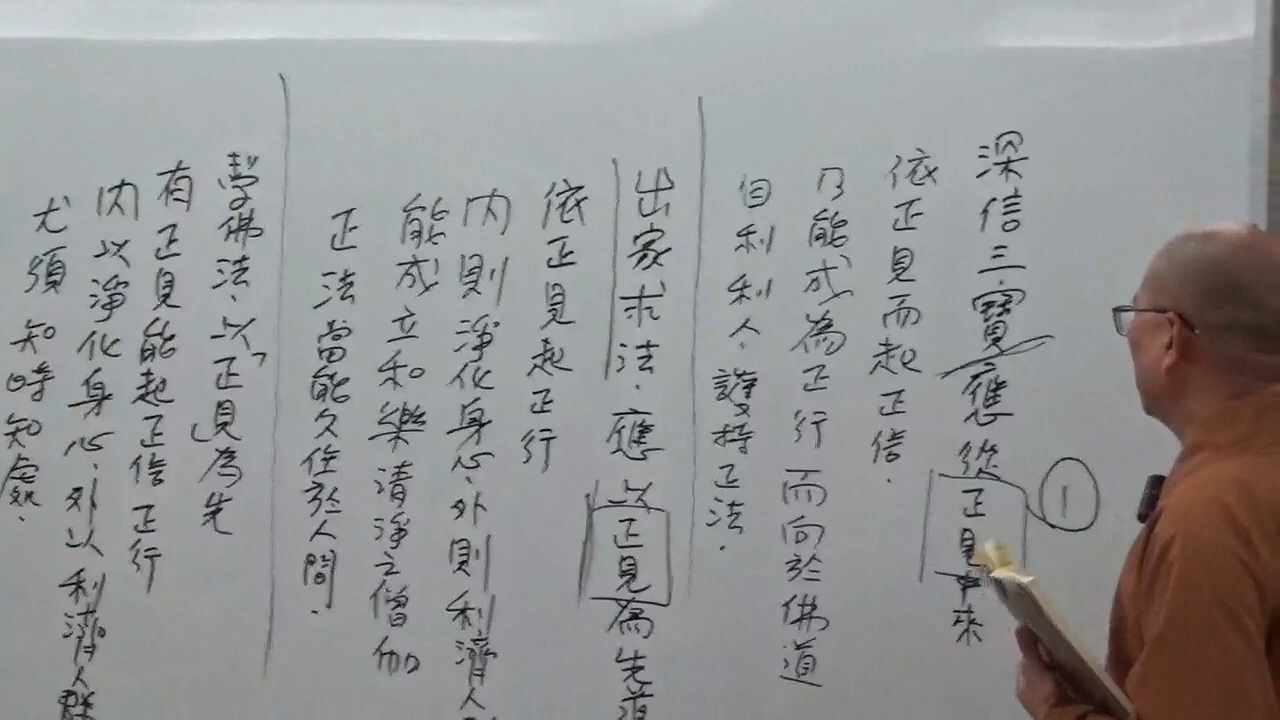 深信三寶應從正見中來
①
依正見而起正信.
乃能成為正行而向於佛道
自利利人、護持正法.
出家求法.應以正見為先導
依正見起正行
內則淨化身心.外則利濟人
能成立和樂清淨之僧伽
正法當能久住於人間.
學佛法、以「正見」為先
有正見能起正信正行
內以淨化身心.外以利濟人群
尤須知時知處.